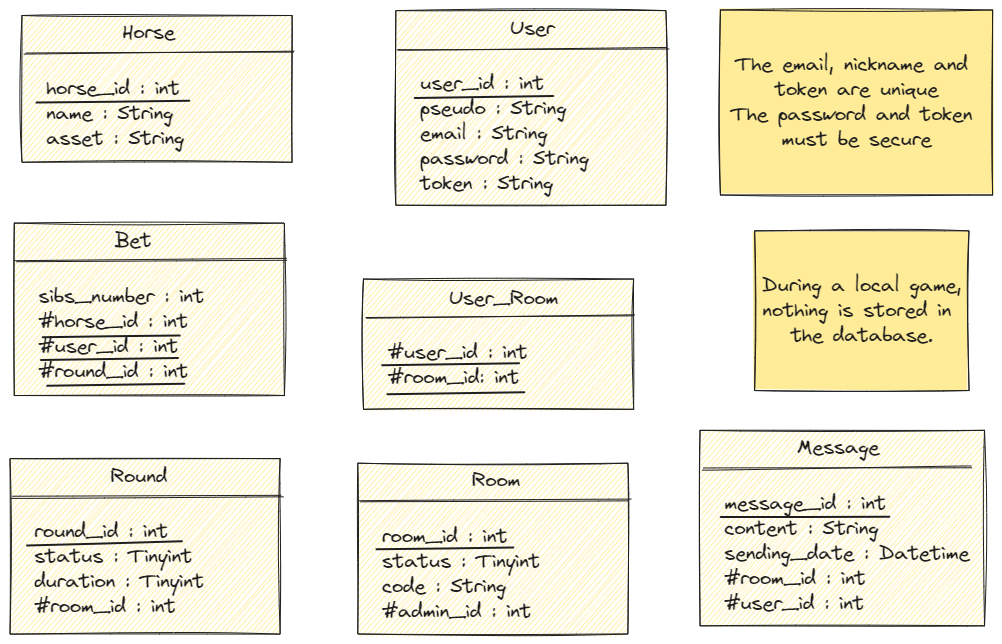 Horse
horse_id : int
name : String
asset : String
User
user_id : int
pseudo : String
email : String
password : String
token : String
The email, nickname and
token are unique
The password and token
must be secure
Bet
sibs_number : int
#horse_id : int
#user_id : int
#round_id : int
User_Room
#user_id : int
#room_id: int
During a local game,
nothing is stored in
the database.
Round
round_id : int
status : Tinyint
duration : Tinyint
#room_id : int
Room
room_id : int
status : Tinyint
code : String
#admin_id : int
Message
message_id : int
content : String
sending_date : Datetime
#room_id : int
#user_id : int